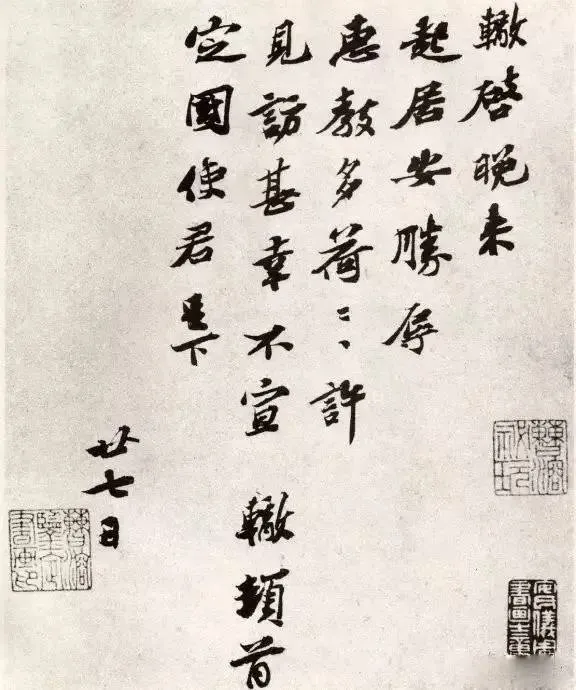 轍啓晚來
起居安勝辱
惠教多荷〻許
見訪甚幸不宣 轍頓首
定國使君足下
廿七日